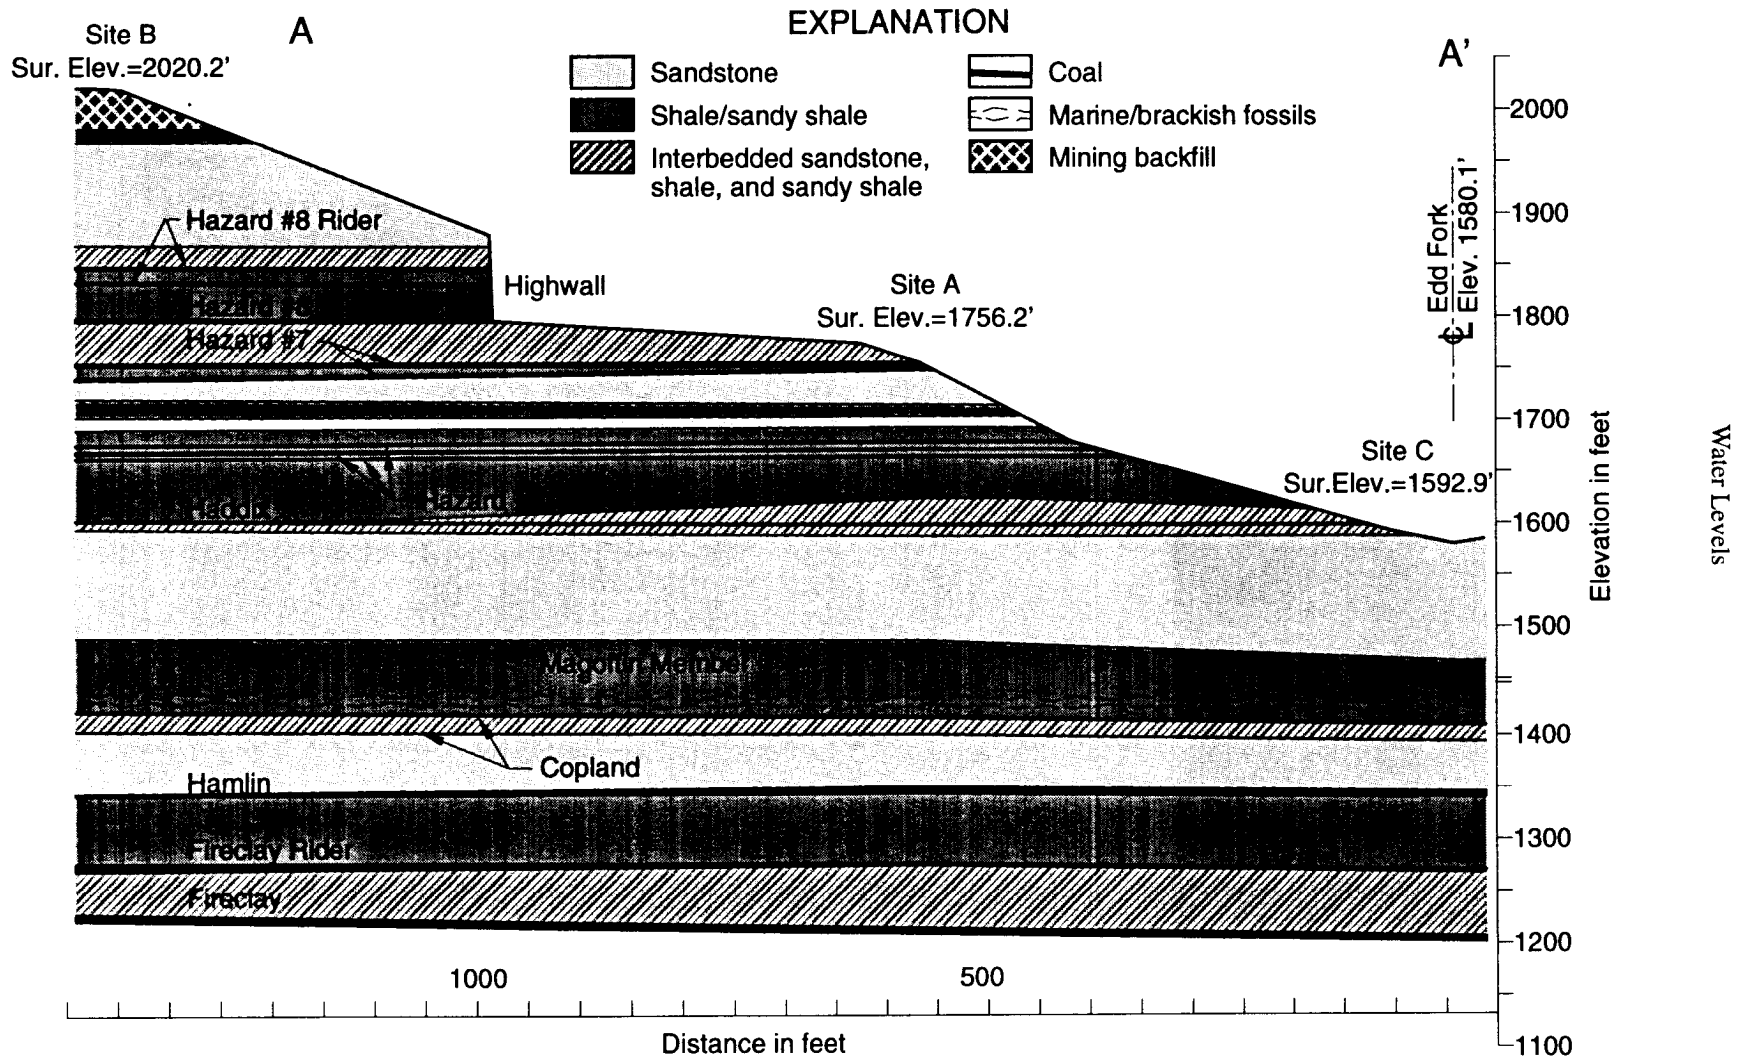 EXPLANATION
Site B
A
Sur. Elev.=2020.2'
Sandstone
Shale/sandy shale
Interbedded sandstone,
shale, and sandy shale
Coal
Marine/brackish fossils
Mining backfill
A'
Hazard #8 Rider
Hazard
Hazard #7
Highwall
Site A
Sur. Elev.=1756.2'
Edd Fork
Elev. 1580.1'
Site C
Sur.Elev.=1592.9'
Haddix
Hazard
Magoffin Member
Copland
Hamlin
Fireclay Rider
Fireclay
2000
1900
1800
1700
1600
1500
1400
1300
1200
1100
Elevation in feet
Water Levels
1000
500
Distance in feet